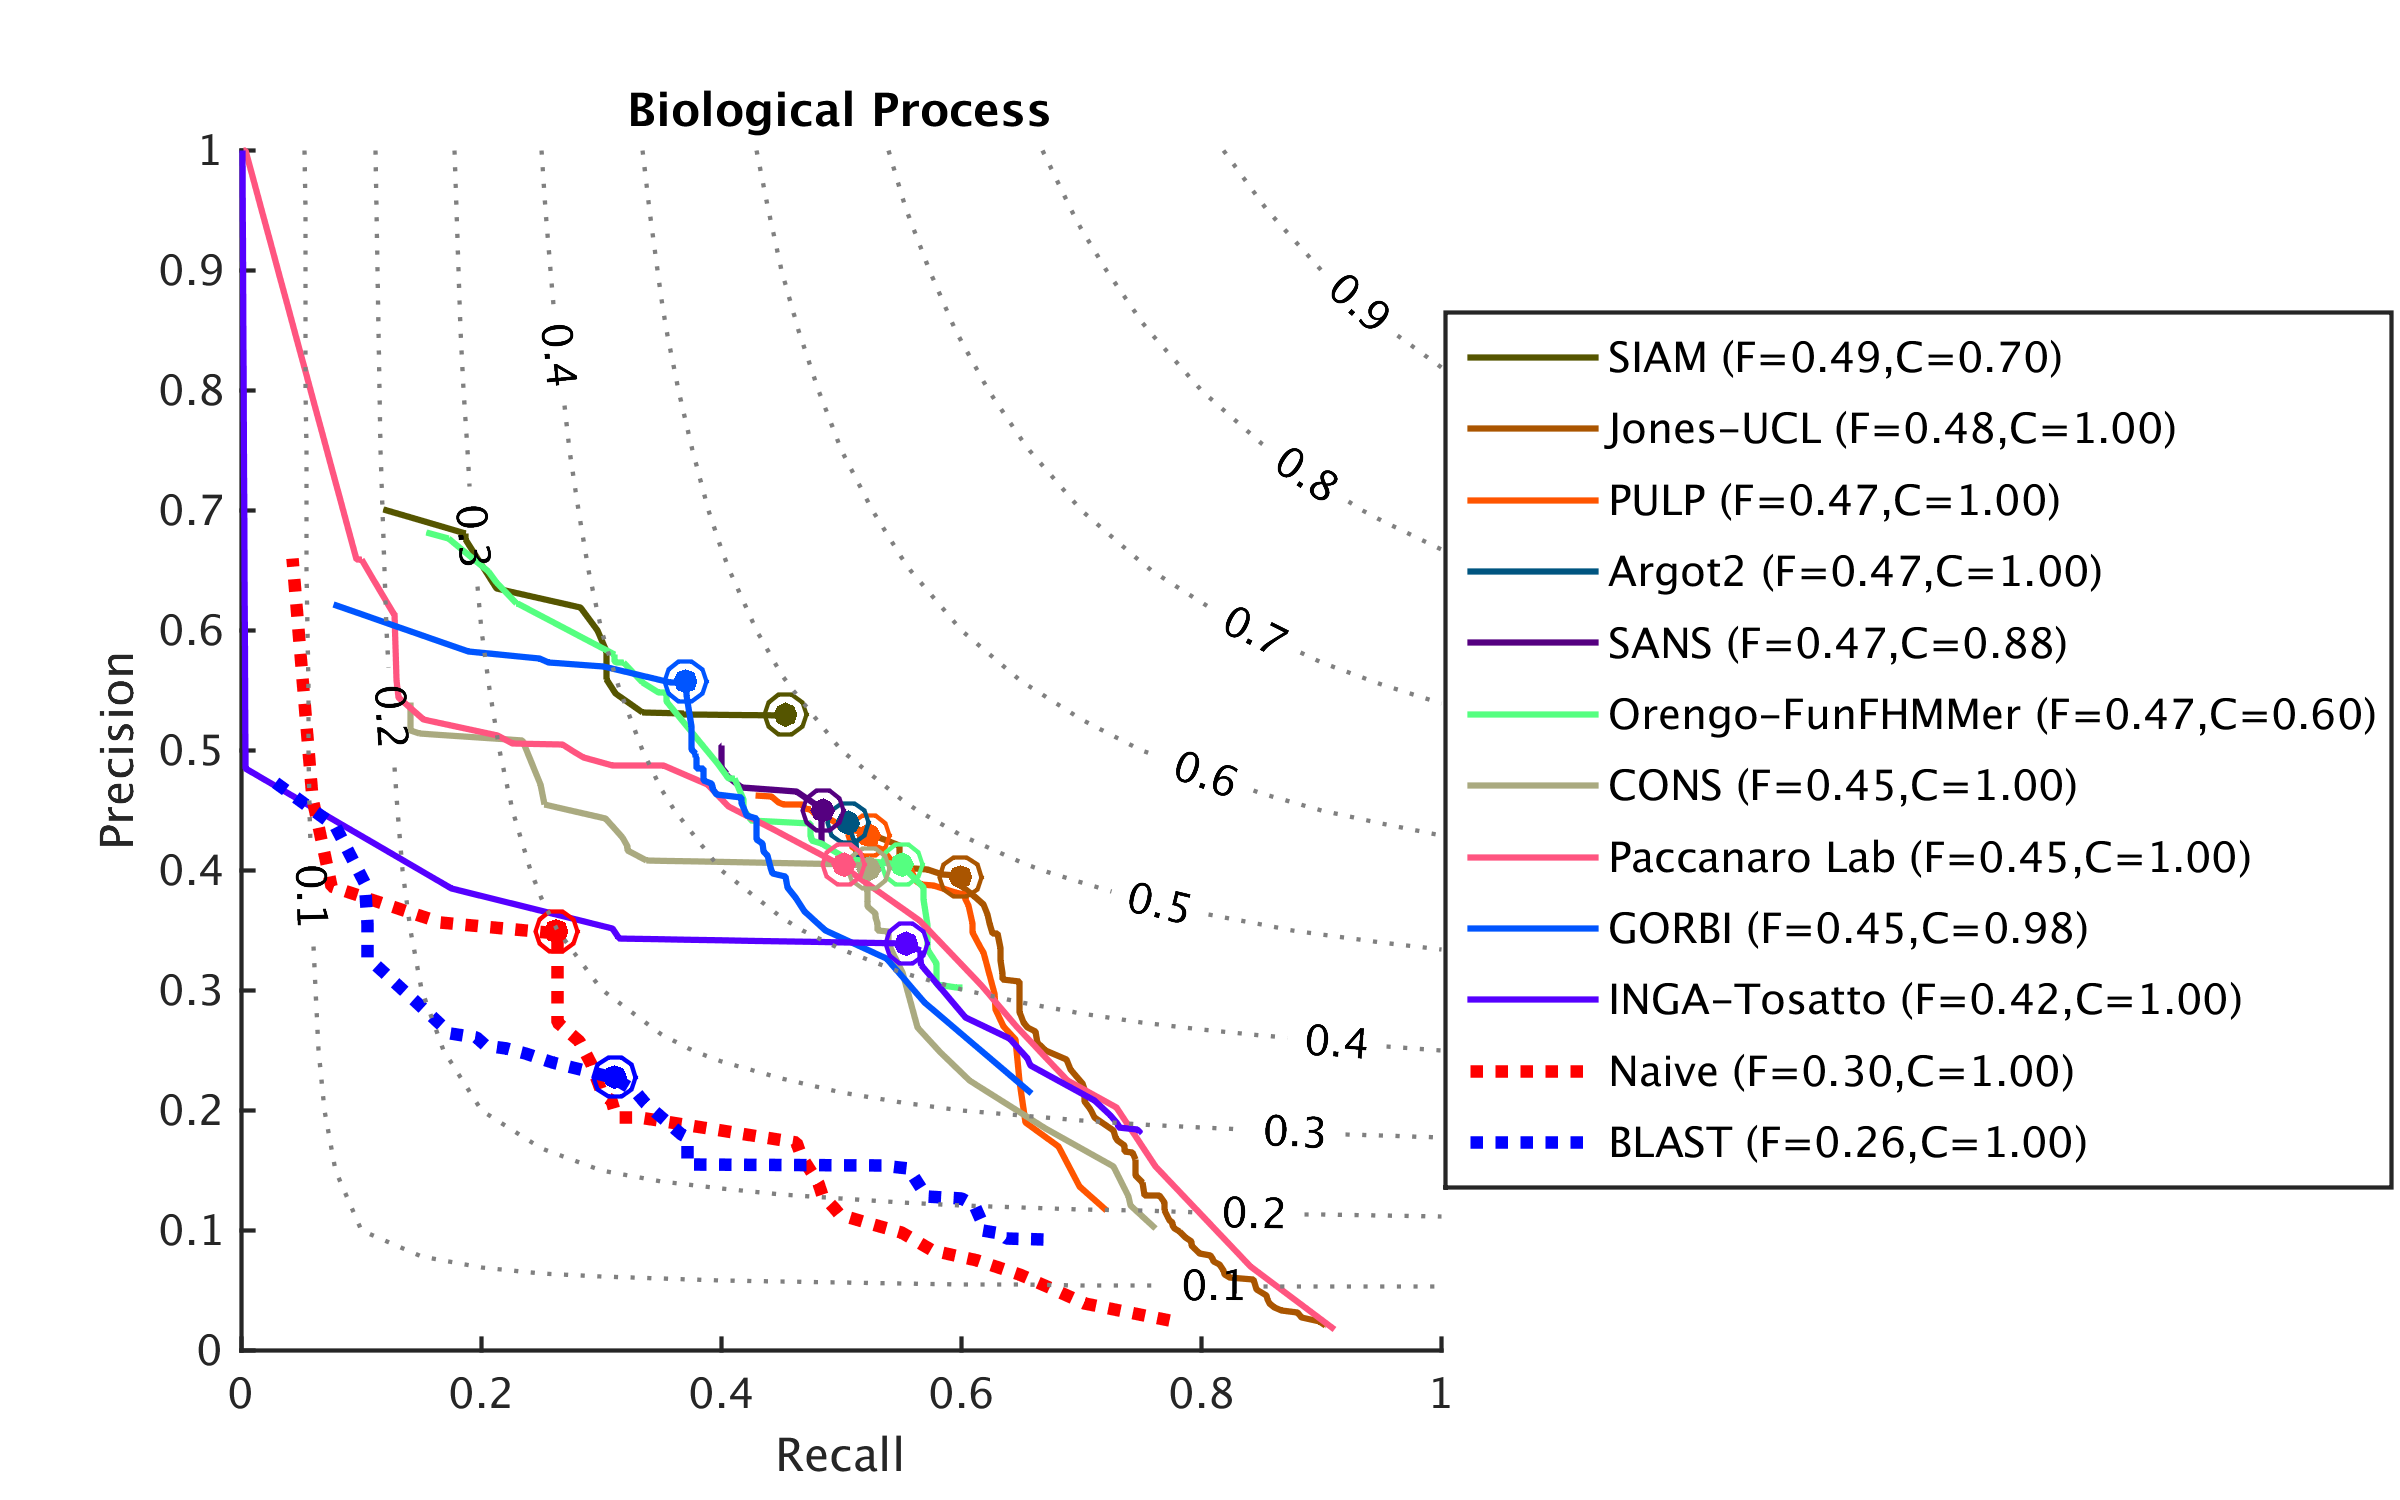 Biological Process
Precision
1
0.9
0.8
0.7
0.6
0.5
0.4
0.3
0.2
0.1
0
0
0.2
0.4
0.6
0.8
1
Recall
0.1
0.2
0.3
0.4
0.9
0.8
0.7
0.6
0.5
0.4
0.3
0.2
0.1
SIAM (F=0.49,C=0.70)
Jones-UCL (F=0.48,C=1.00)
PULP (F=0.47,C=1.00)
Argot2 (F=0.47,C=1.00)
SANS (F=0.47,C=0.88)
Orengo-FunFHMMer (F=0.47,C=0.60)
CONS (F=0.45,C=1.00)
Paccanaro Lab (F=0.45,C=1.00)
GORBI (F=0.45,C=0.98)
INGA-Tosatto (F=0.42,C=1.00)
Naive (F=0.30,C=1.00)
BLAST (F=0.26,C=1.00)